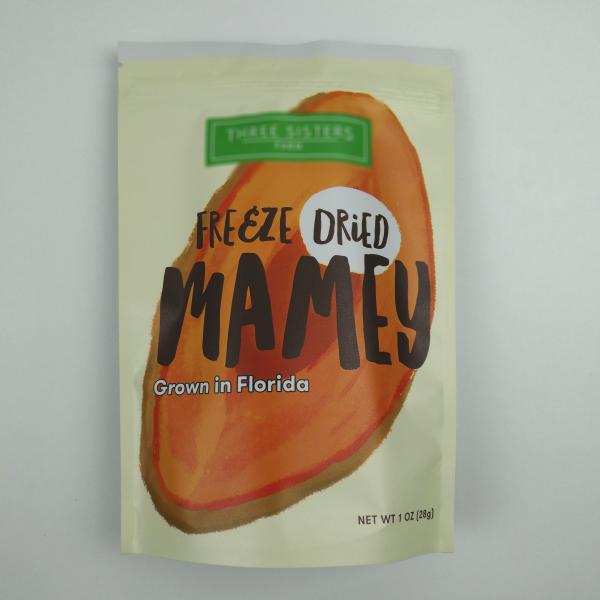 THREE SISTERS
FARM
FREEZE DRiED
MAMEY
Grown in Florida
NET WT 1 OZ (28g)